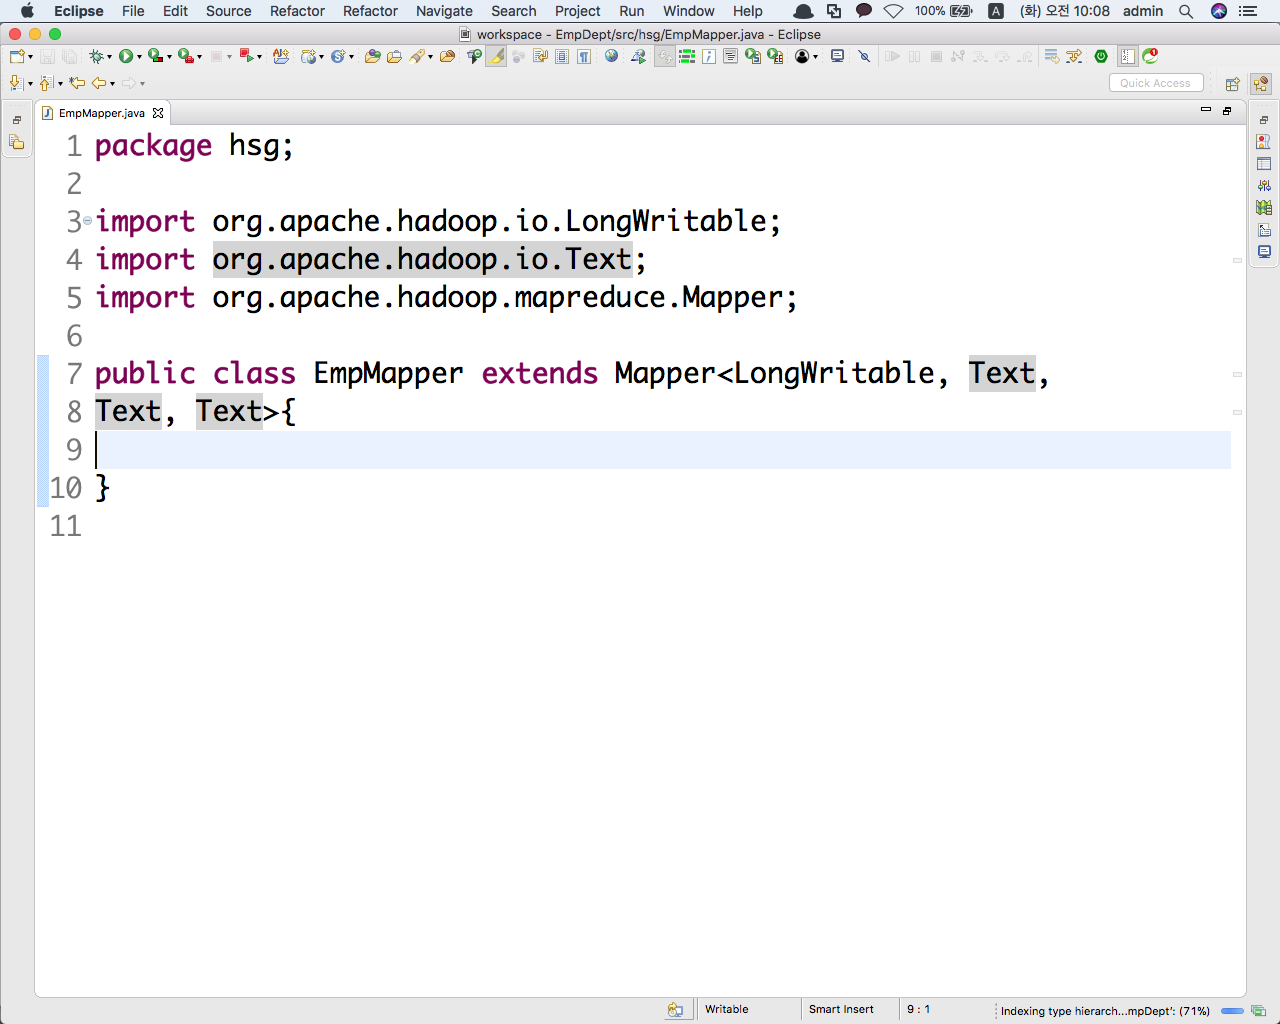 Eclipse File Edit Source Refactor Refactor Navigate Search Project Run Window Help 100% A (화) 오전 10:08 admin
workspace - EmpDept/src/hsg/EmpMapper.java - Eclipse
Quick Access
EmpMapper.java
1 package hsg;
2
3 import org.apache.hadoop.io.LongWritable;
4 import org.apache.hadoop.io.Text;
5 import org.apache.hadoop.mapreduce.Mapper;
6
7 public class EmpMapper extends Mapper<LongWritable, Text,
8 Text, Text>{
9
10 }
11
Writable Smart Insert 9 : 1 Indexing type hierarch...mpDept': (71%)